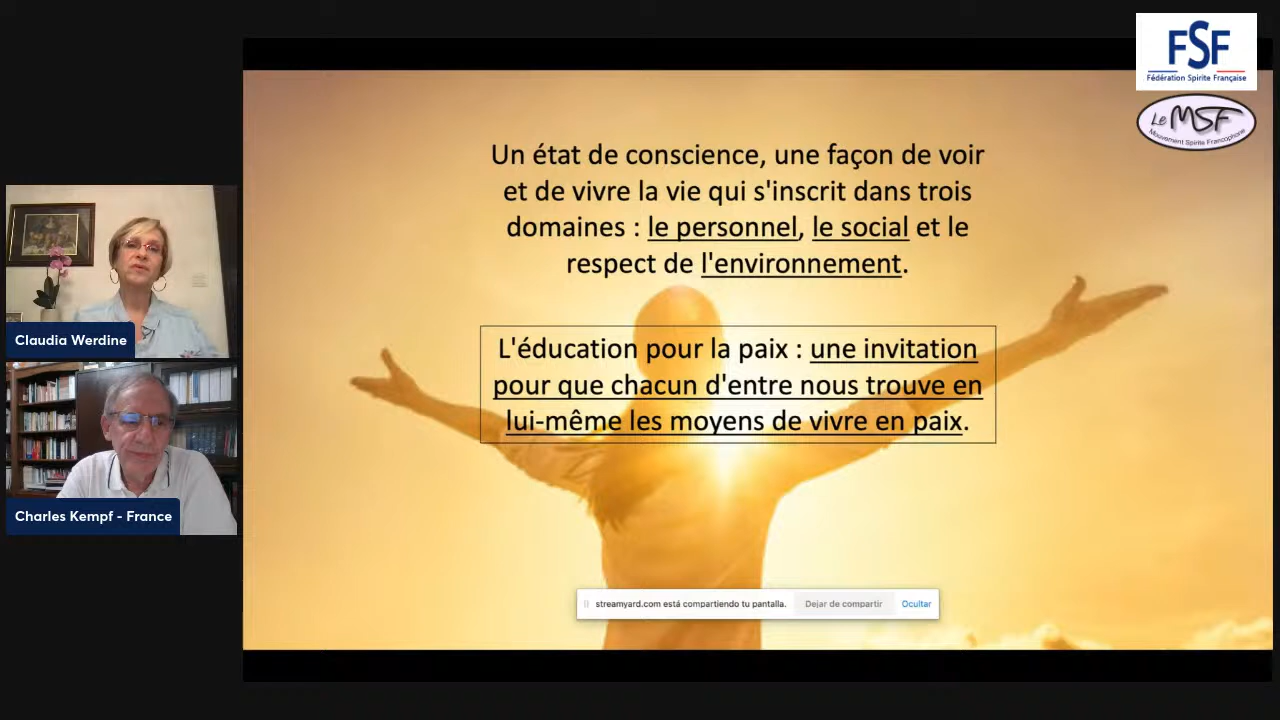 FSF
Fédération Spirite Française
Le MSF
Mouvement Spirite Francophone
Un état de conscience, une façon de voir
et de vivre la vie qui s'inscrit dans trois
domaines : le personnel, le social et le
respect de l'environnement.
L'éducation pour la paix : une invitation
pour que chacun d'entre nous trouve en
lui-même les moyens de vivre en paix.
Claudia Werdine
Charles Kempf - France
streamyard.com está compartiendo tu pantalla.
Dejar de compartir
Ocultar